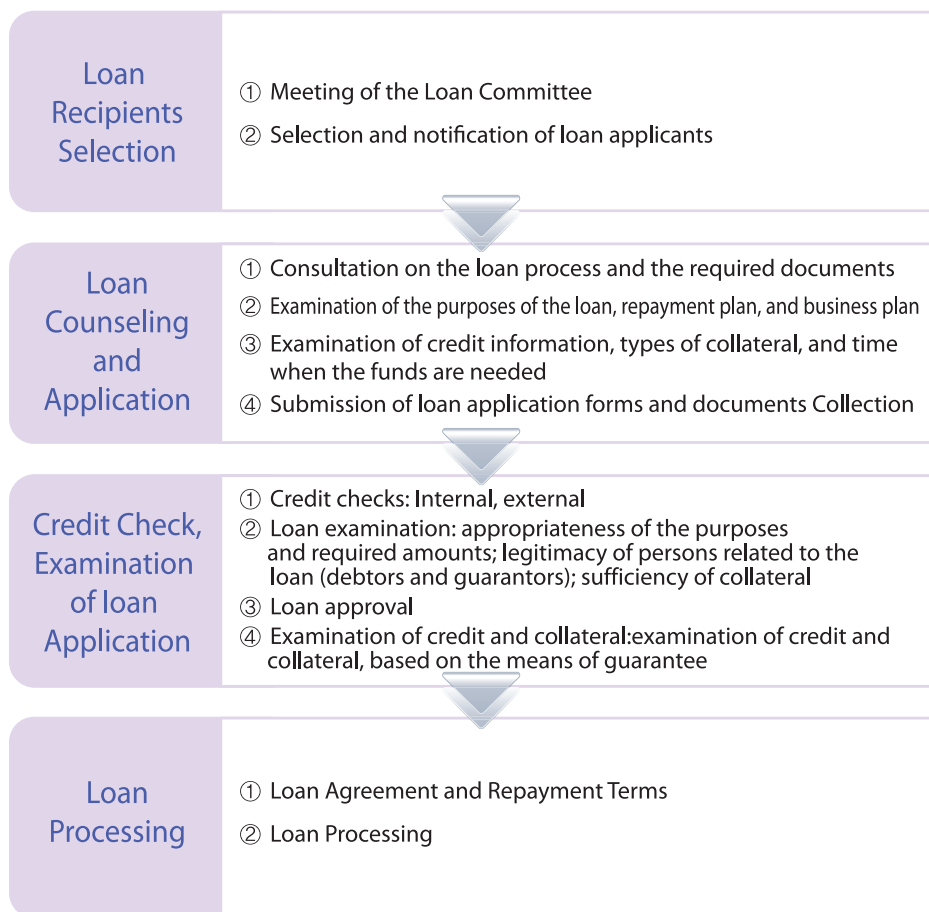 Loan
Recipients
Selection
① Meeting of the Loan Committee
② Selection and notification of loan applicants
Loan
Counseling
and
Application
① Consultation on the loan process and the required documents
② Examination of the purposes of the loan, repayment plan, and business plan
③ Examination of credit information, types of collateral, and time
when the funds are needed
④ Submission of loan application forms and documents Collection
Credit Check,
Examination
of loan
Application
① Credit checks: Internal, external
② Loan examination: appropriateness of the purposes
and required amounts; legitimacy of persons related to the
loan (debtors and guarantors); sufficiency of collateral
③ Loan approval
④ Examination of credit and collateral:examination of credit and
collateral, based on the means of guarantee
Loan
Processing
① Loan Agreement and Repayment Terms
② Loan Processing